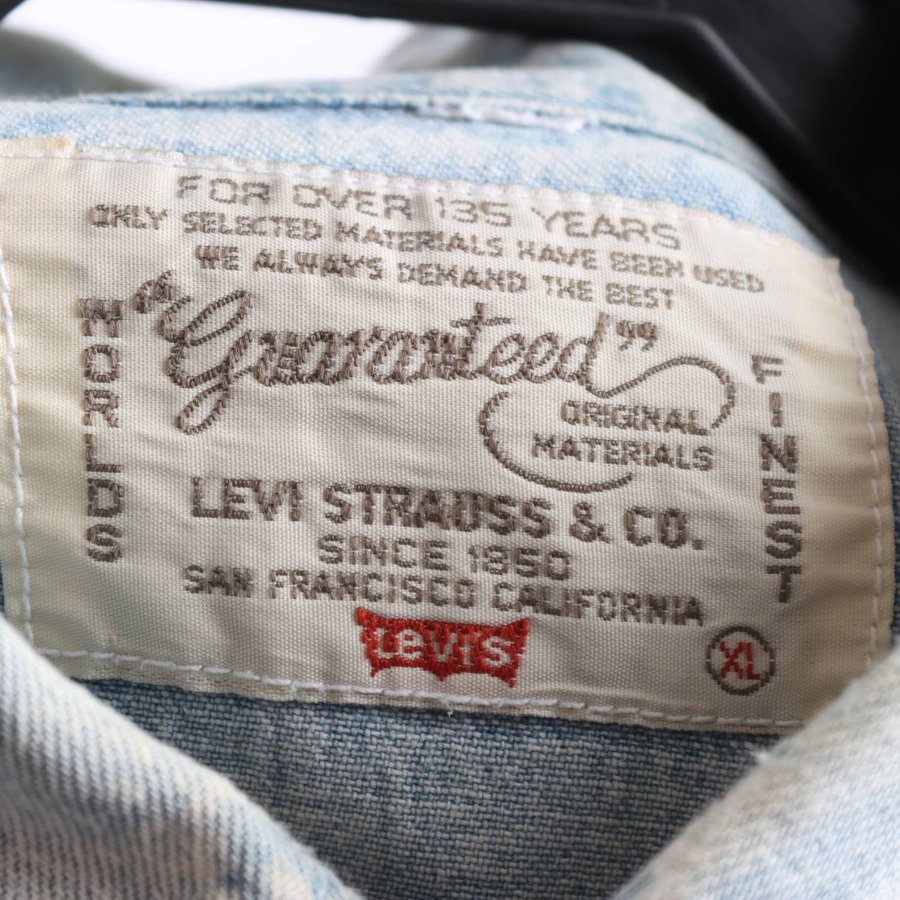 FOR OVER 135 YEARS
ONLY SELECTED MATERIALS HAVE BEEN USED
WE ALWAYS DEMAND THE BEST
WORLDS
"Guaranteed"
FINEST
ORIGINAL
MATERIALS
LEVI STRAUSS & CO.
SINCE 1850
SAN FRANCISCO CALIFORNIA
LEVI'S
XL